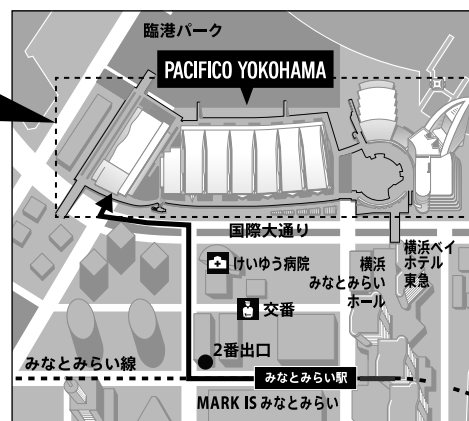 臨港パーク
PACIFICO YOKOHAMA
国際大通り
けいゆう病院
横浜
みなとみらい
ホール
横浜ベイ
ホテル
東急
交番
2番出口
みなとみらい線
みなとみらい駅
MARK IS みなとみらい